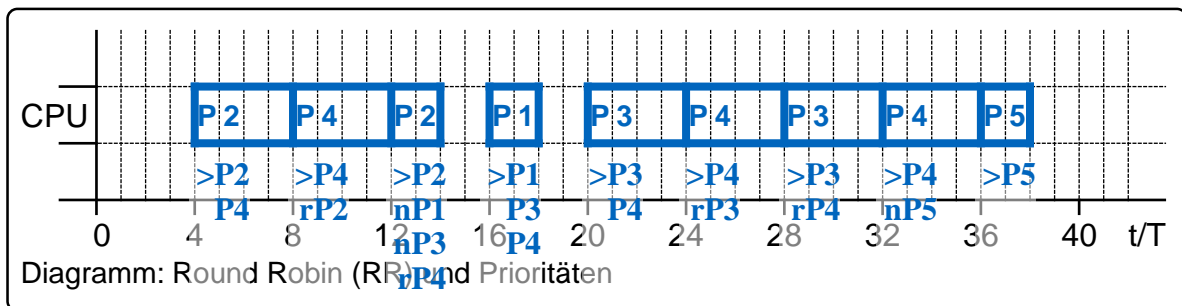 CPU P2 P4 P2 P1 P3 P4 P3 P4 P5
>P2 >P4 >P2 >P1 >P3 >P4 >P3 >P4 >P5
P4 rP2 nP1 P3 P4 rP3 rP4 nP5
nP3 P4
0 4 8 12 16 20 24 28 32 36 40 t/T
rP4
Diagramm: Round Robin (RR) und Prioritäten